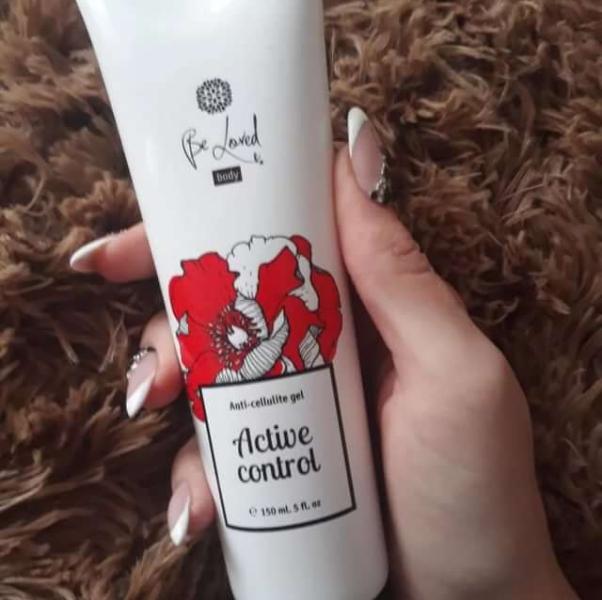 Be Loved
body
Anti-cellulite gel
Active
control
℮ 150 ml. 5 fl. oz